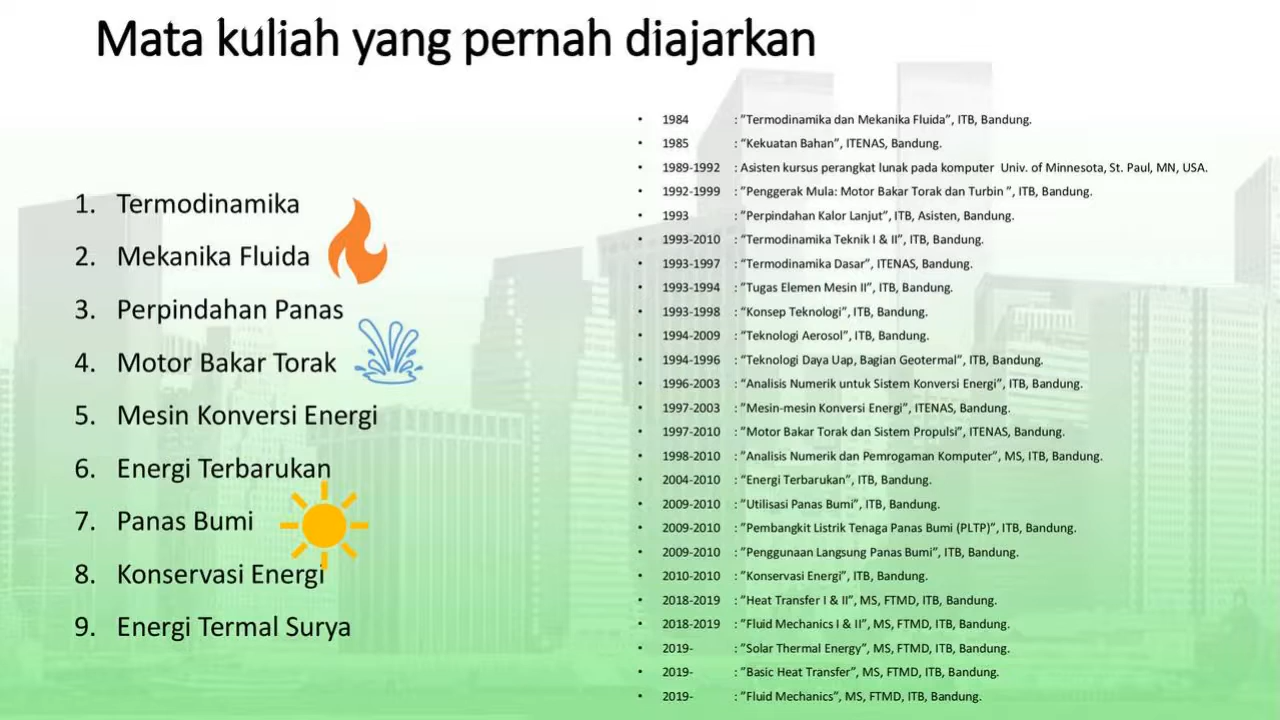 Mata kuliah yang pernah diajarkan
1. Termodinamika
2. Mekanika Fluida
3. Perpindahan Panas
4. Motor Bakar Torak
5. Mesin Konversi Energi
6. Energi Terbarukan
7. Panas Bumi
8. Konservasi Energi
9. Energi Termal Surya
• 1984 : ”Termodinamika dan Mekanika Fluida”, ITB, Bandung.
• 1985 : “Kekuatan Bahan”, ITENAS, Bandung.
• 1989-1992 : Asisten kursus perangkat lunak pada komputer Univ. of Minnesota, St. Paul, MN, USA.
• 1992-1999 : ”Penggerak Mula: Motor Bakar Torak dan Turbin ”, ITB, Bandung.
• 1993 : ”Perpindahan Kalor Lanjut”, ITB, Asisten, Bandung.
• 1993-2010 : “Termodinamika Teknik I & II”, ITB, Bandung.
• 1993-1997 : “Termodinamika Dasar”, ITENAS, Bandung.
• 1993-1994 : ”Tugas Elemen Mesin II”, ITB, Bandung.
• 1993-1998 : “Konsep Teknologi”, ITB, Bandung.
• 1994-2009 : “Teknologi Aerosol”, ITB, Bandung.
• 1994-1996 : ”Teknologi Daya Uap, Bagian Geotermal”, ITB, Bandung.
• 1996-2003 : “Analisis Numerik untuk Sistem Konversi Energi”, ITB, Bandung.
• 1997-2003 : ”Mesin-mesin Konversi Energi”, ITENAS, Bandung.
• 1997-2010 : ”Motor Bakar Torak dan Sistem Propulsi”, ITENAS, Bandung.
• 1998-2010 : ”Analisis Numerik dan Pemrogaman Komputer”, MS, ITB, Bandung.
• 2004-2010 : “Energi Terbarukan”, ITB, Bandung.
• 2009-2010 : ”Utilisasi Panas Bumi”, ITB, Bandung.
• 2009-2010 : ”Pembangkit Listrik Tenaga Panas Bumi (PLTP)”, ITB, Bandung.
• 2009-2010 : ”Penggunaan Langsung Panas Bumi”, ITB, Bandung.
• 2010-2010 : ”Konservasi Energi”, ITB, Bandung.
• 2018-2019 : ”Heat Transfer I & II”, MS, FTMD, ITB, Bandung.
• 2018-2019 : ”Fluid Mechanics I & II”, MS, FTMD, ITB, Bandung.
• 2019- : ”Solar Thermal Energy”, MS, FTMD, ITB, Bandung.
• 2019- : ”Basic Heat Transfer”, MS, FTMD, ITB, Bandung.
• 2019- : ”Fluid Mechanics”, MS, FTMD, ITB, Bandung.